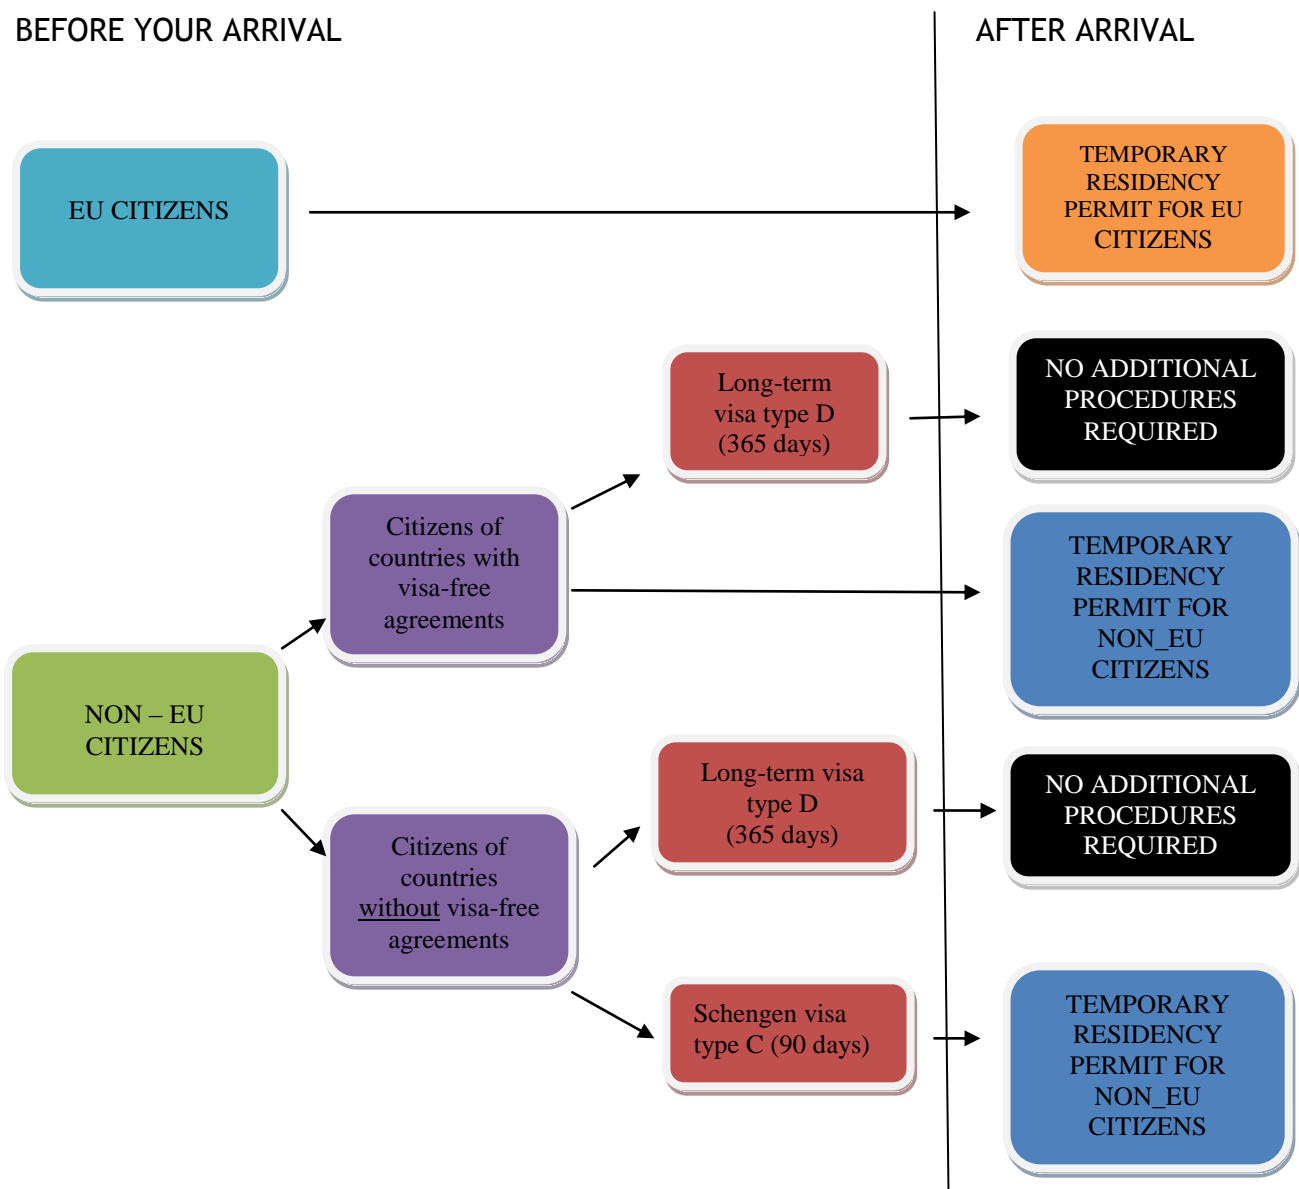 BEFORE YOUR ARRIVAL
AFTER ARRIVAL
EU CITIZENS
TEMPORARY
RESIDENCY
PERMIT FOR EU
CITIZENS
Long-term
visa type D
(365 days)
NO ADDITIONAL
PROCEDURES
REQUIRED
Citizens of
countries with
visa-free
agreements
TEMPORARY
RESIDENCY
PERMIT FOR
NON_EU
CITIZENS
NON – EU
CITIZENS
Long-term visa
type D
(365 days)
NO ADDITIONAL
PROCEDURES
REQUIRED
Citizens of
countries
without visa-free
agreements
Schengen visa
type C (90 days)
TEMPORARY
RESIDENCY
PERMIT FOR
NON_EU
CITIZENS